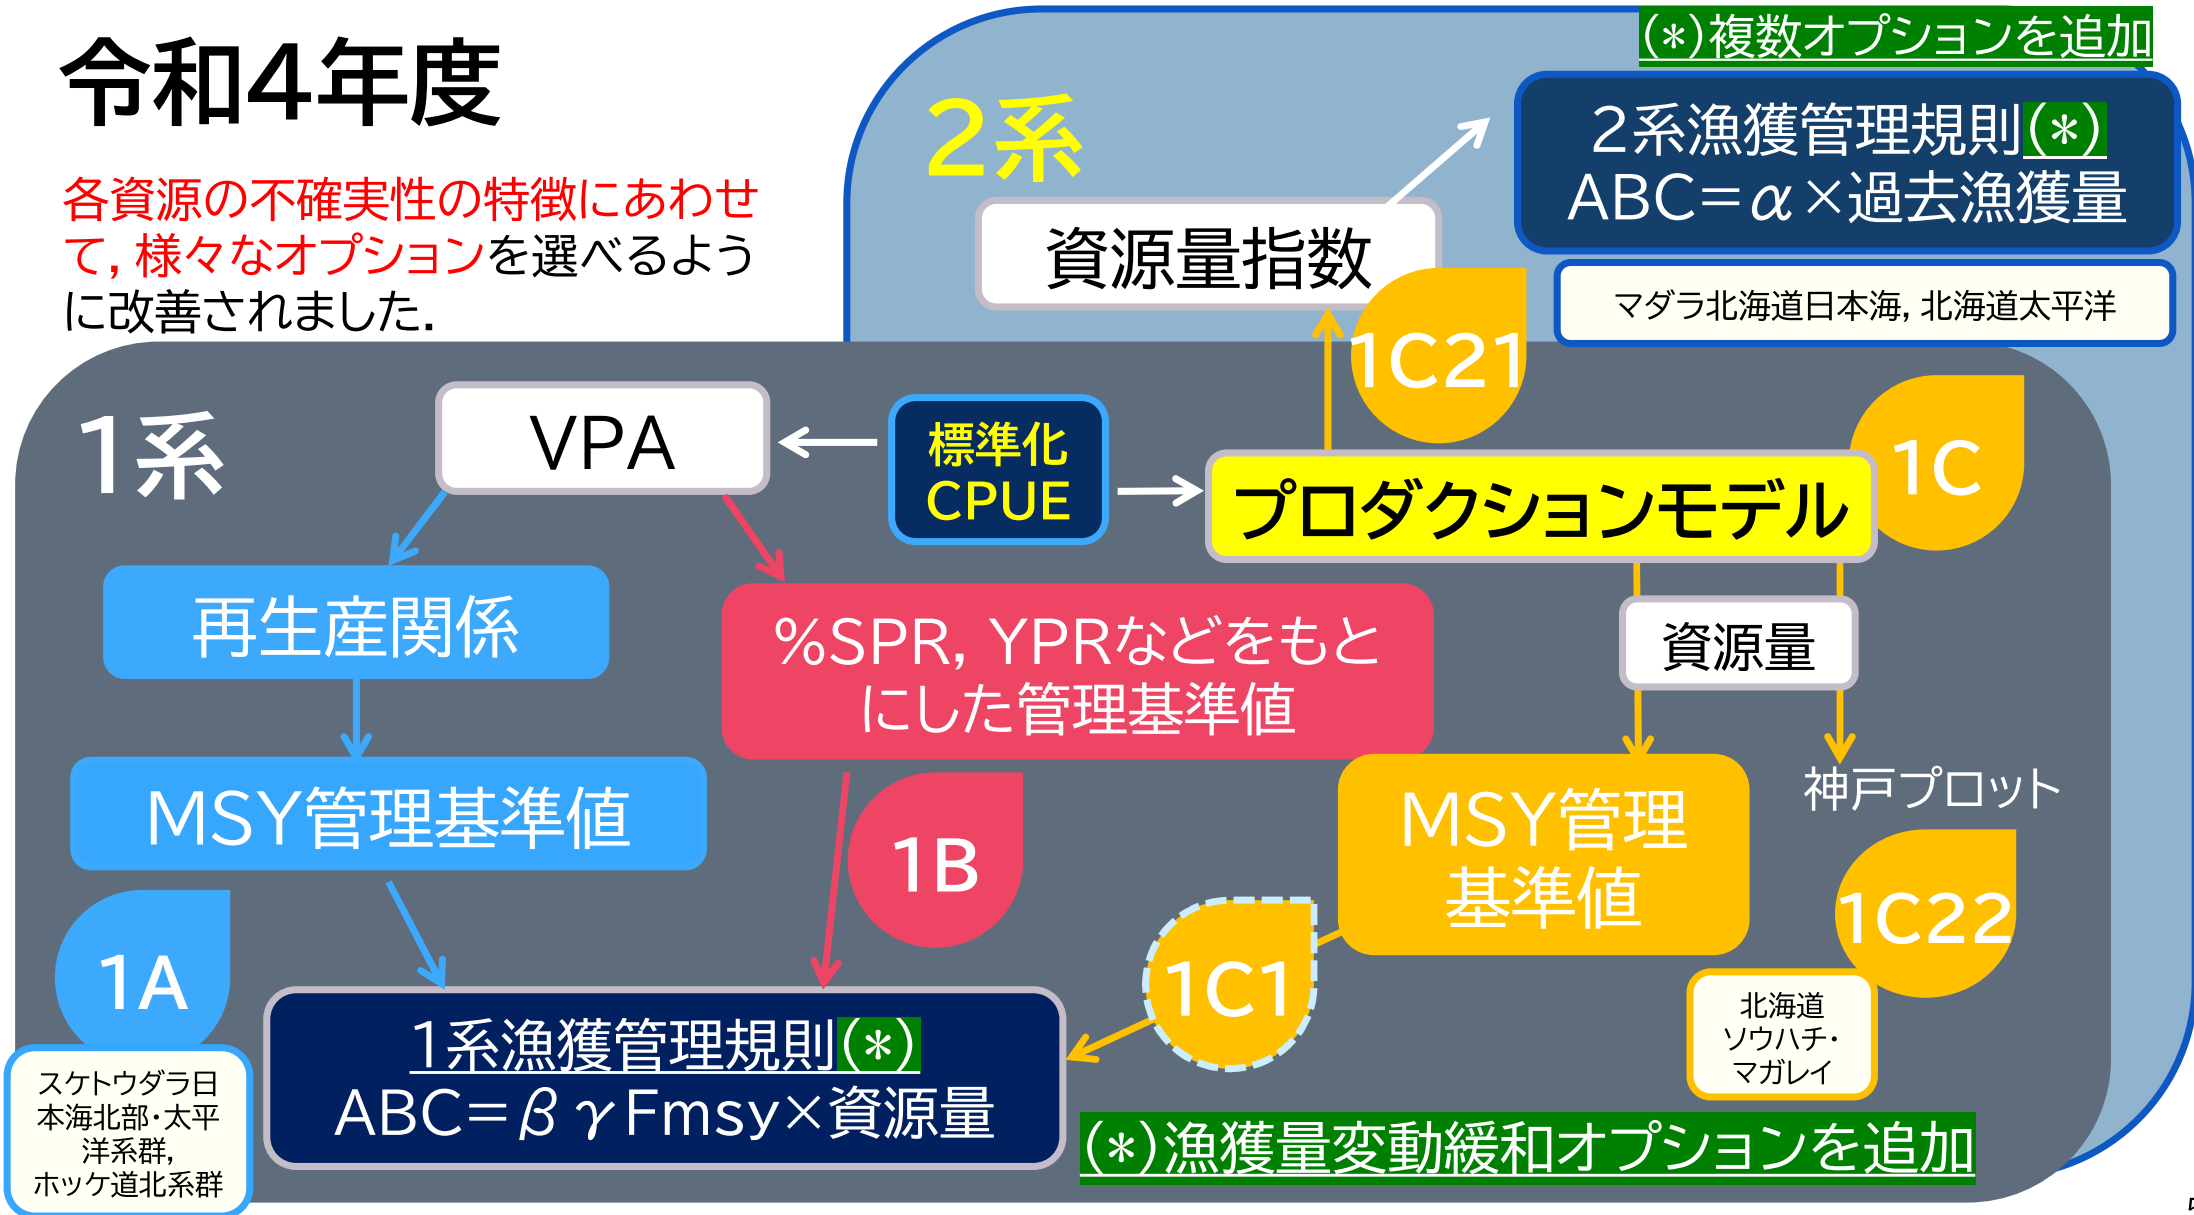 令和4年度
各資源の不確実性の特徴にあわせ
て，様々なオプションを選べるよう
に改善されました．
(*)複数オプションを追加
2系
2系漁獲管理規則(*)
ABC=α×過去漁獲量
資源量指数
マダラ北海道日本海，北海道太平洋
1C21
1系
VPA
標準化
CPUE
プロダクションモデル
1C
再生産関係
%SPR，YPRなどをもと
にした管理基準値
資源量
MSY管理基準値
MSY管理
基準値
神戸プロット
1B
1C22
1A
1C1
北海道
ソウハチ・
マガレイ
1系漁獲管理規則(*)
ABC=βγFmsy×資源量
スケトウダラ日
本海北部・太平
洋系群，
ホッケ道北系群
(*)漁獲量変動緩和オプションを追加